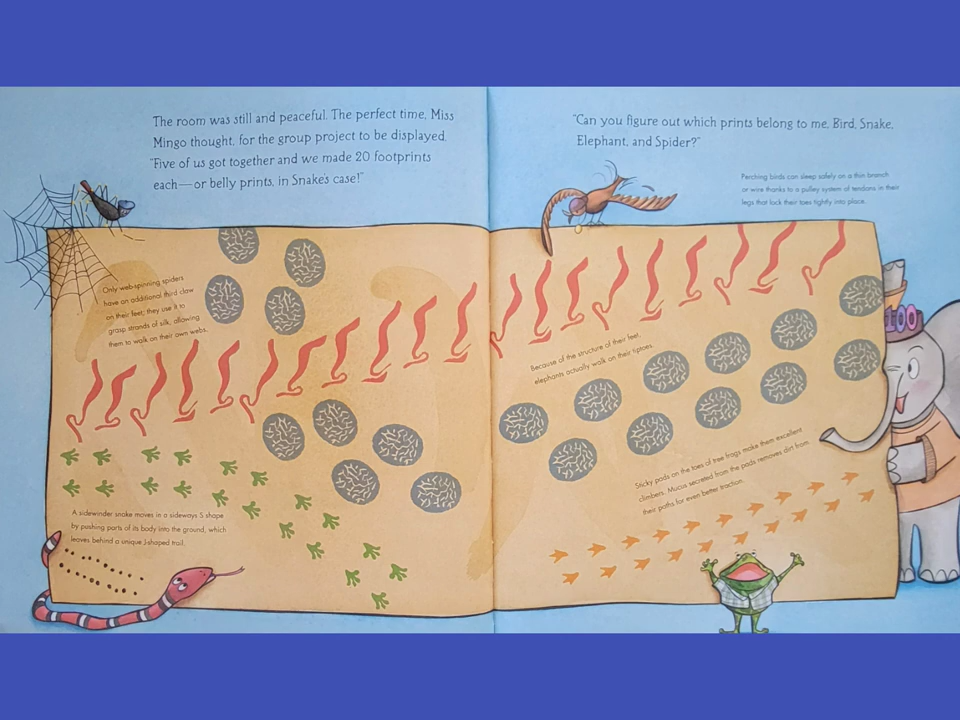 The room was still and peaceful. The perfect time, Miss
Mingo thought, for the group project to be displayed.
"Five of us got together and we made 20 footprints
each—or belly prints, in Snake's case!"
Only web-spinning spiders
have an additional third claw
on their feet; they use it to
grasp strands of silk, allowing
them to walk on their own webs.
A sidewinder snake moves in a sideways S shape
by pushing parts of its body into the ground, which
leaves behind a unique J-shaped trail.
"Can you figure out which prints belong to me, Bird, Snake,
Elephant, and Spider?"
Perching birds can sleep safely on a thin branch
or wire thanks to a pulley system of tendons in their
legs that lock their toes tightly into place.
100
Because of the structure of their feet,
elephants actually walk on their tiptoes.
Sticky pads on the toes of tree frogs make them excellent
climbers. Mucus secreted from the pads removes dirt from
their paths for even better traction.